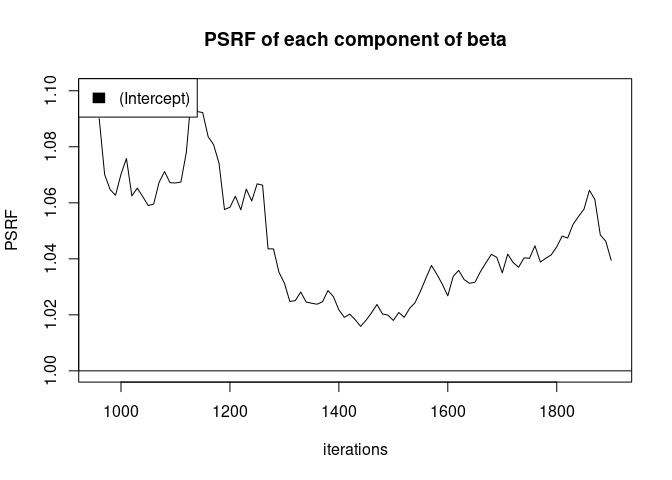 PSRF of each component of beta
(Intercept)
PSRF
1.10
1.08
1.06
1.04
1.02
1.00
1000 1200 1400 1600 1800
iterations